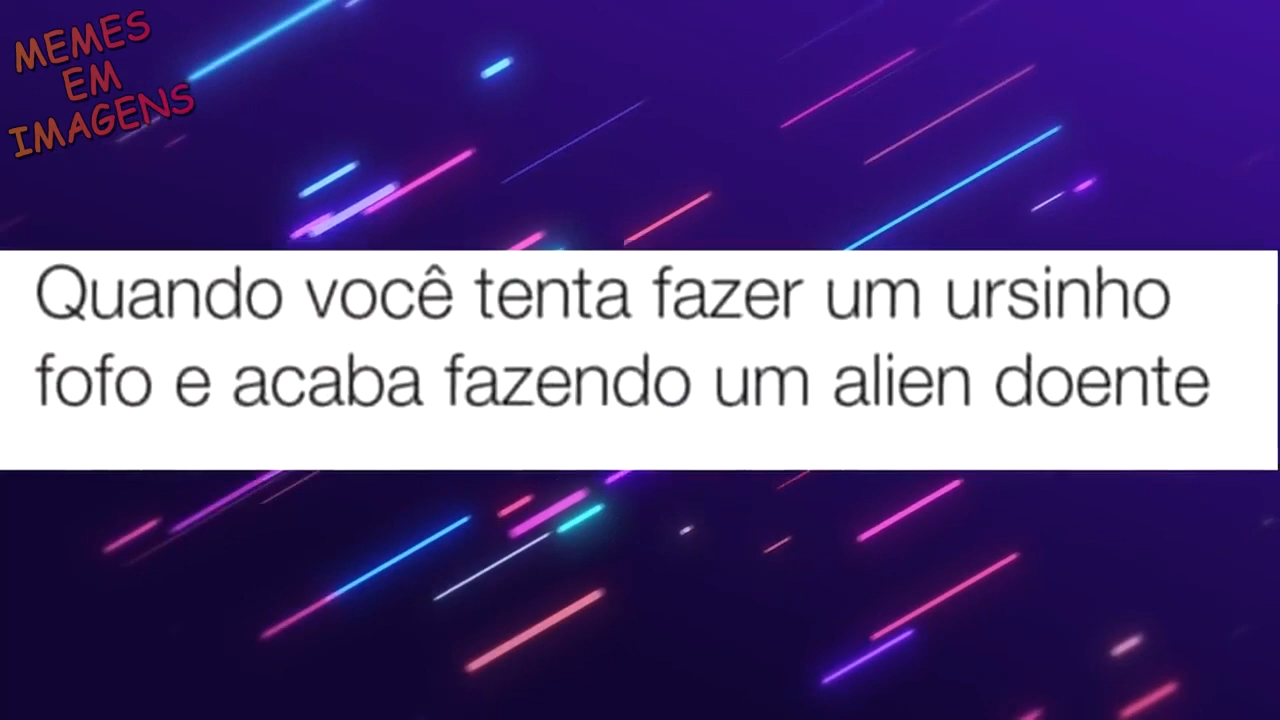 MEMES
EM
IMAGENS
Quando você tenta fazer um ursinho
fofo e acaba fazendo um alien doente